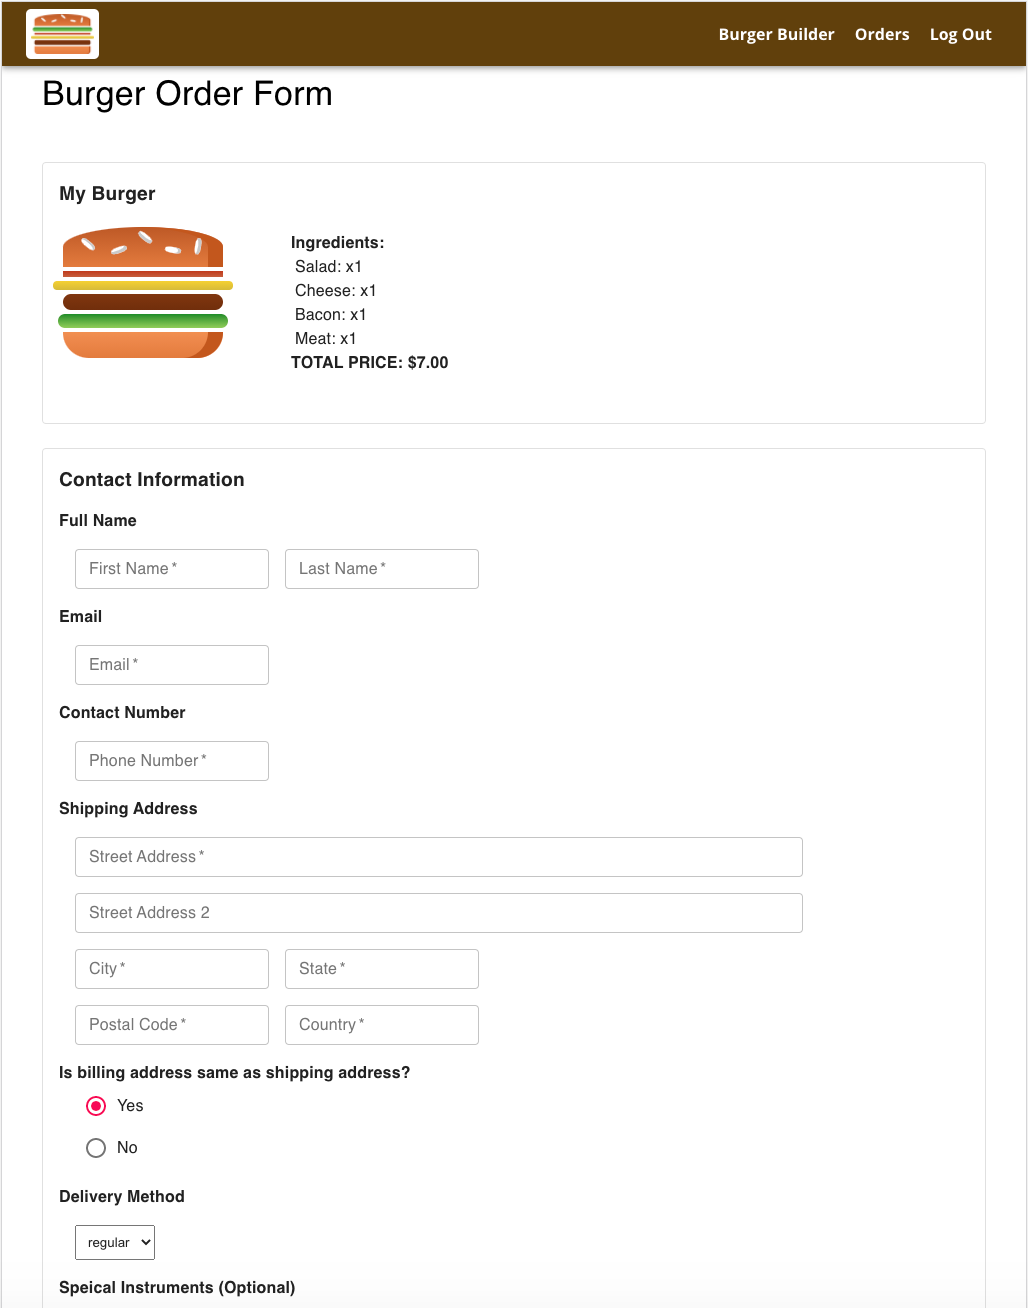 Burger Builder Orders Log Out
Burger Order Form
My Burger
Ingredients:
Salad: x1
Cheese: x1
Bacon: x1
Meat: x1
TOTAL PRICE: $7.00
Contact Information
Full Name
First Name * Last Name *
Email
Email *
Contact Number
Phone Number *
Shipping Address
Street Address *
Street Address 2
City * State *
Postal Code * Country *
Is billing address same as shipping address?
Yes
No
Delivery Method
regular
Speical Instruments (Optional)